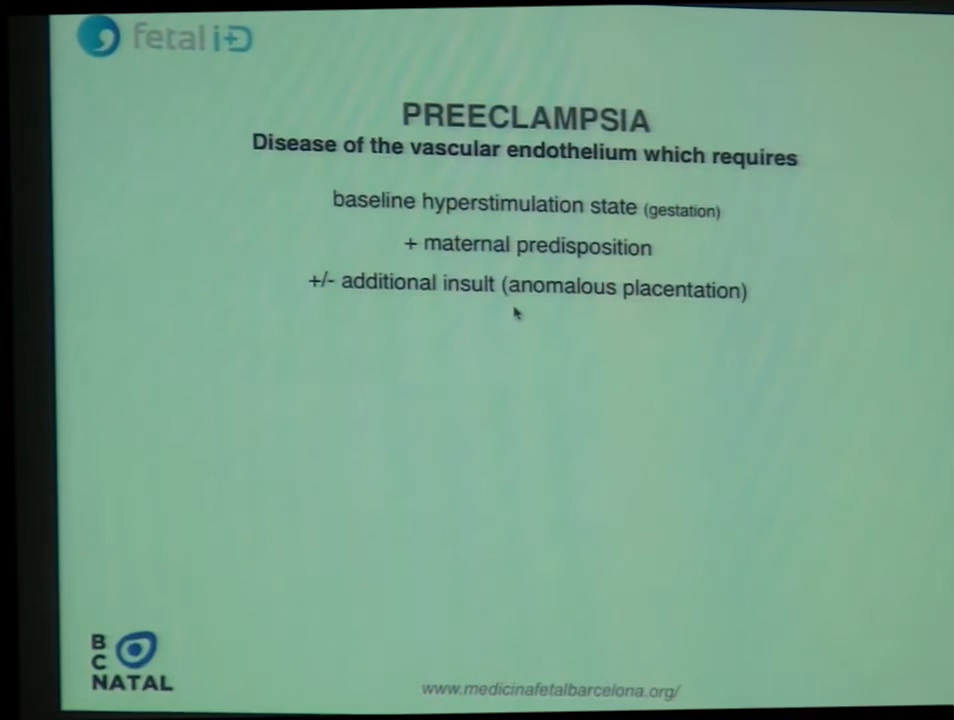 fetal i+D
PREECLAMPSIA
Disease of the vascular endothelium which requires
baseline hyperstimulation state (gestation)
+ maternal predisposition
+/- additional insult (anomalous placentation)
B
C
NATAL
www.medicinafetalbarcelona.org/